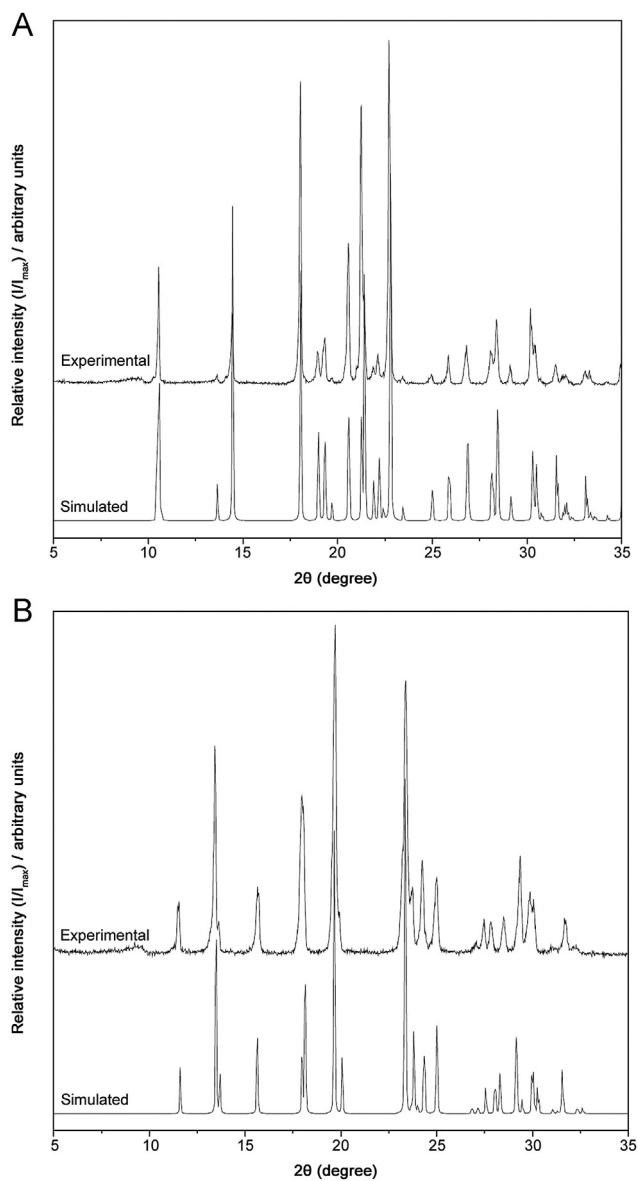 A
Relative intensity (I/Imax) / arbitrary units
Experimental
Simulated
5 10 15 20 25 30 35
2θ (degree)
B
Relative intensity (I/Imax) / arbitrary units
Experimental
Simulated
5 10 15 20 25 30 35
2θ (degree)